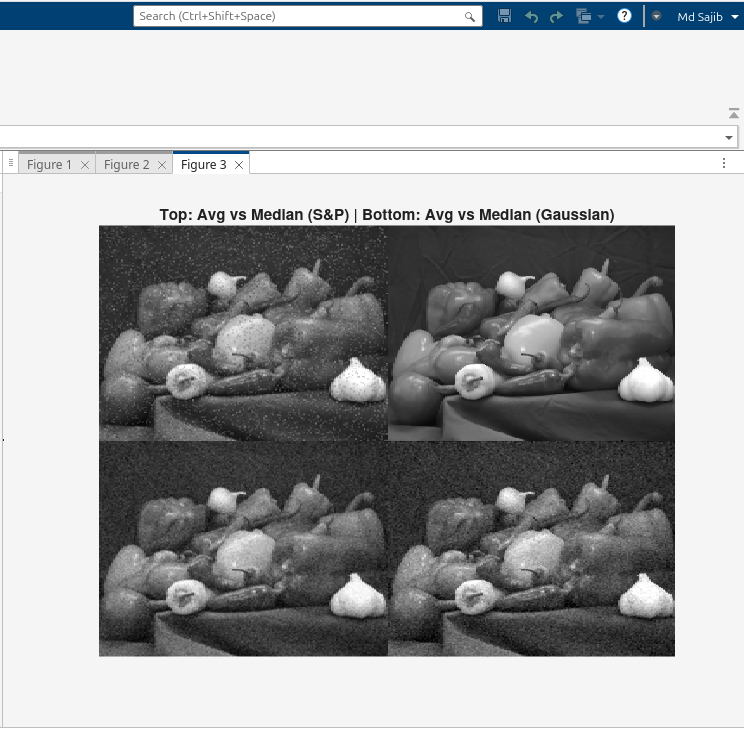 Search (Ctrl+Shift+Space)
Md Sajib
Figure 1
Figure 2
Figure 3
Top: Avg vs Median (S&P) | Bottom: Avg vs Median (Gaussian)